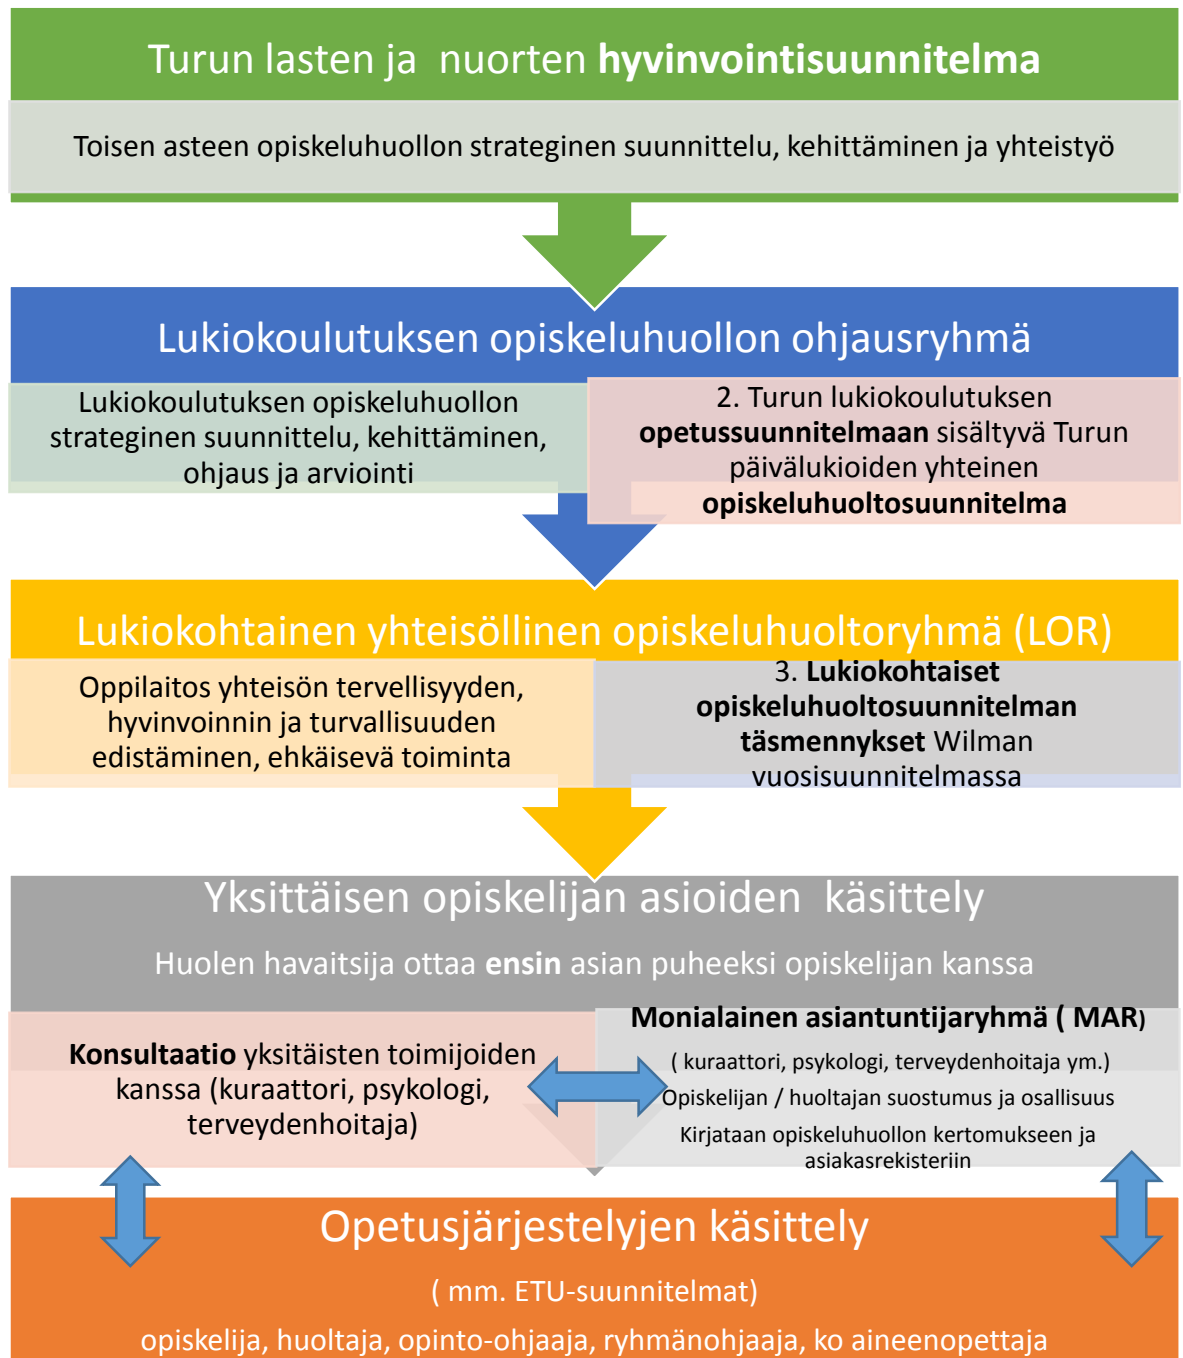 Turun lasten ja nuorten hyvinvointisuunnitelma
Toisen asteen opiskeluhuollon strateginen suunnittelu, kehittäminen ja yhteistyö
Lukiokoulutuksen opiskeluhuollon ohjausryhmä
Lukiokoulutuksen opiskeluhuollon
strateginen suunnittelu, kehittäminen,
ohjaus ja arviointi
2. Turun lukiokoulutuksen
opetussuunnitelmaan sisältyvä Turun
päivälukioiden yhteinen
opiskeluhuoltosuunnitelma
Lukiokohtainen yhteisöllinen opiskeluhuoltoryhmä (LOR)
Oppilaitos yhteisön tervellisyyden,
hyvinvoinnin ja turvallisuuden
edistäminen, ehkäisevä toiminta
3. Lukiokohtaiset
opiskeluhuoltosuunnitelman
täsmennykset Wilman
vuosisuunnitelmassa
Yksittäisen opiskelijan asioiden käsittely
Huolen havaitsija ottaa ensin asian puheeksi opiskelijan kanssa
Konsultaatio yksitäisten toimijoiden
kanssa (kuraattori, psykologi,
terveydenhoitaja)
Monialainen asiantuntijaryhmä ( MAR)
( kuraattori, psykologi, terveydenhoitaja ym.)
Opiskelijan / huoltajan suostumus ja osallisuus
Kirjataan opiskeluhuollon kertomukseen ja
asiakasrekisteriin
Opetusjärjestelyjen käsittely
( mm. ETU-suunnitelmat)
opiskelija, huoltaja, opinto-ohjaaja, ryhmänohjaaja, ko aineenopettaja